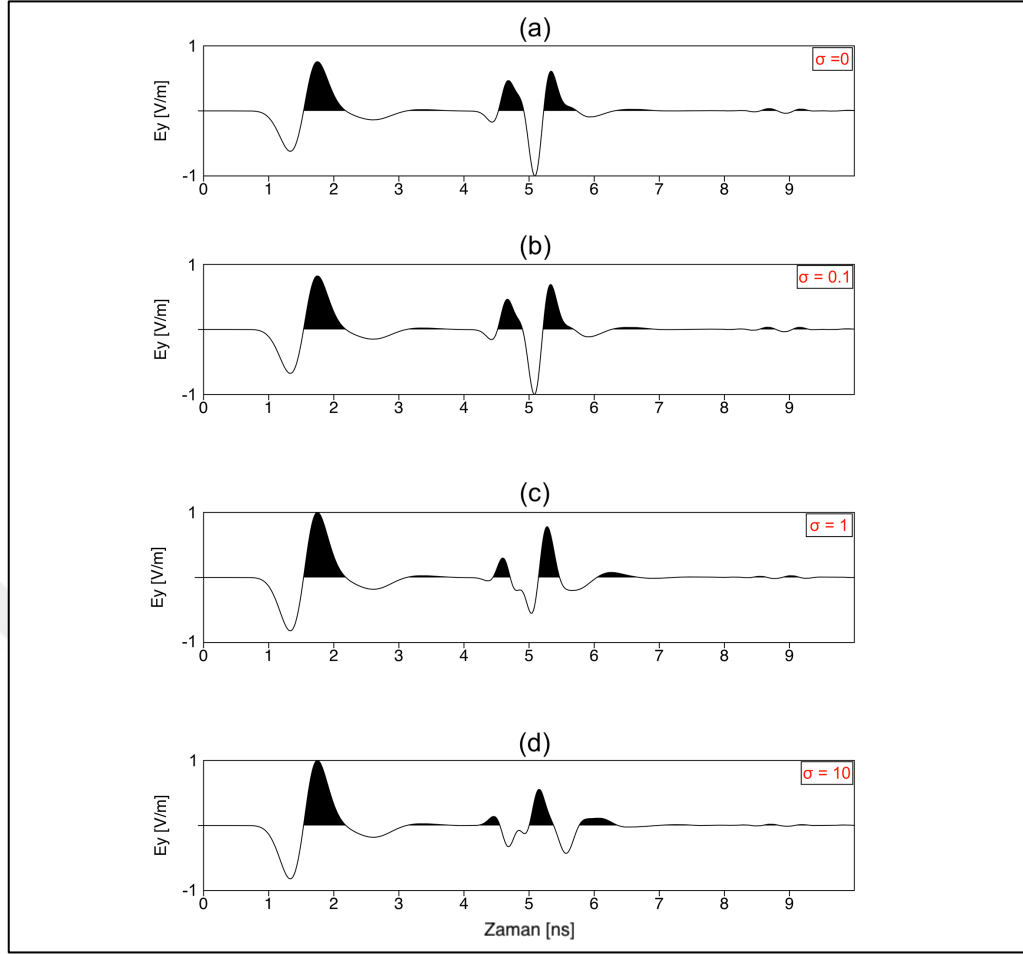 (a)
σ =0
1
Ey [V/m]
-1
0 1 2 3 4 5 6 7 8 9
(b)
σ = 0.1
1
Ey [V/m]
-1
0 1 2 3 4 5 6 7 8 9
(c)
σ = 1
1
Ey [V/m]
-1
0 1 2 3 4 5 6 7 8 9
(d)
σ = 10
1
Ey [V/m]
-1
0 1 2 3 4 5 6 7 8 9
Zaman [ns]